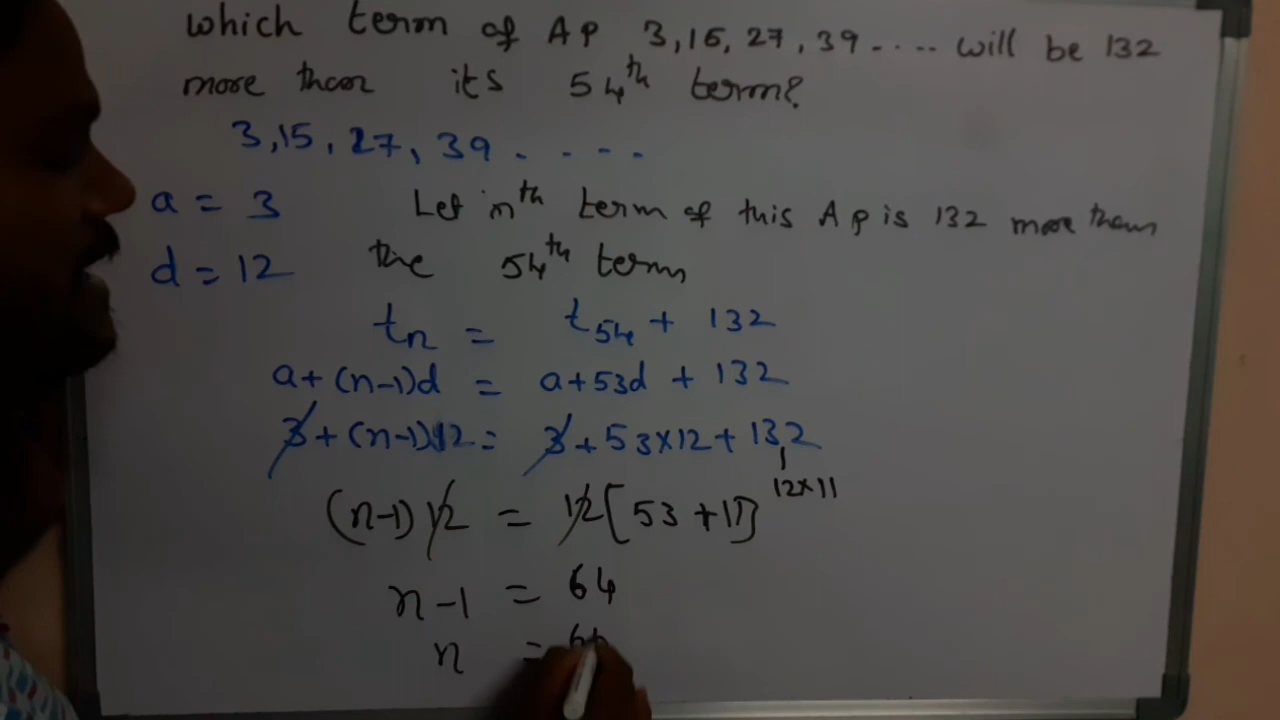 which term of AP 3,15,27,39.... will be 132
more than its 54th term?
3,15,27,39.....
a = 3 Let nth term of this AP is 132 more than
d = 12 the 54th term
tn = t54 + 132
a+(n-1)d = a+53d + 132
3+(n-1)12 = 3+53×12+132
12×11
(n-1)12 = 12[53+11]
n-1 = 64
n =